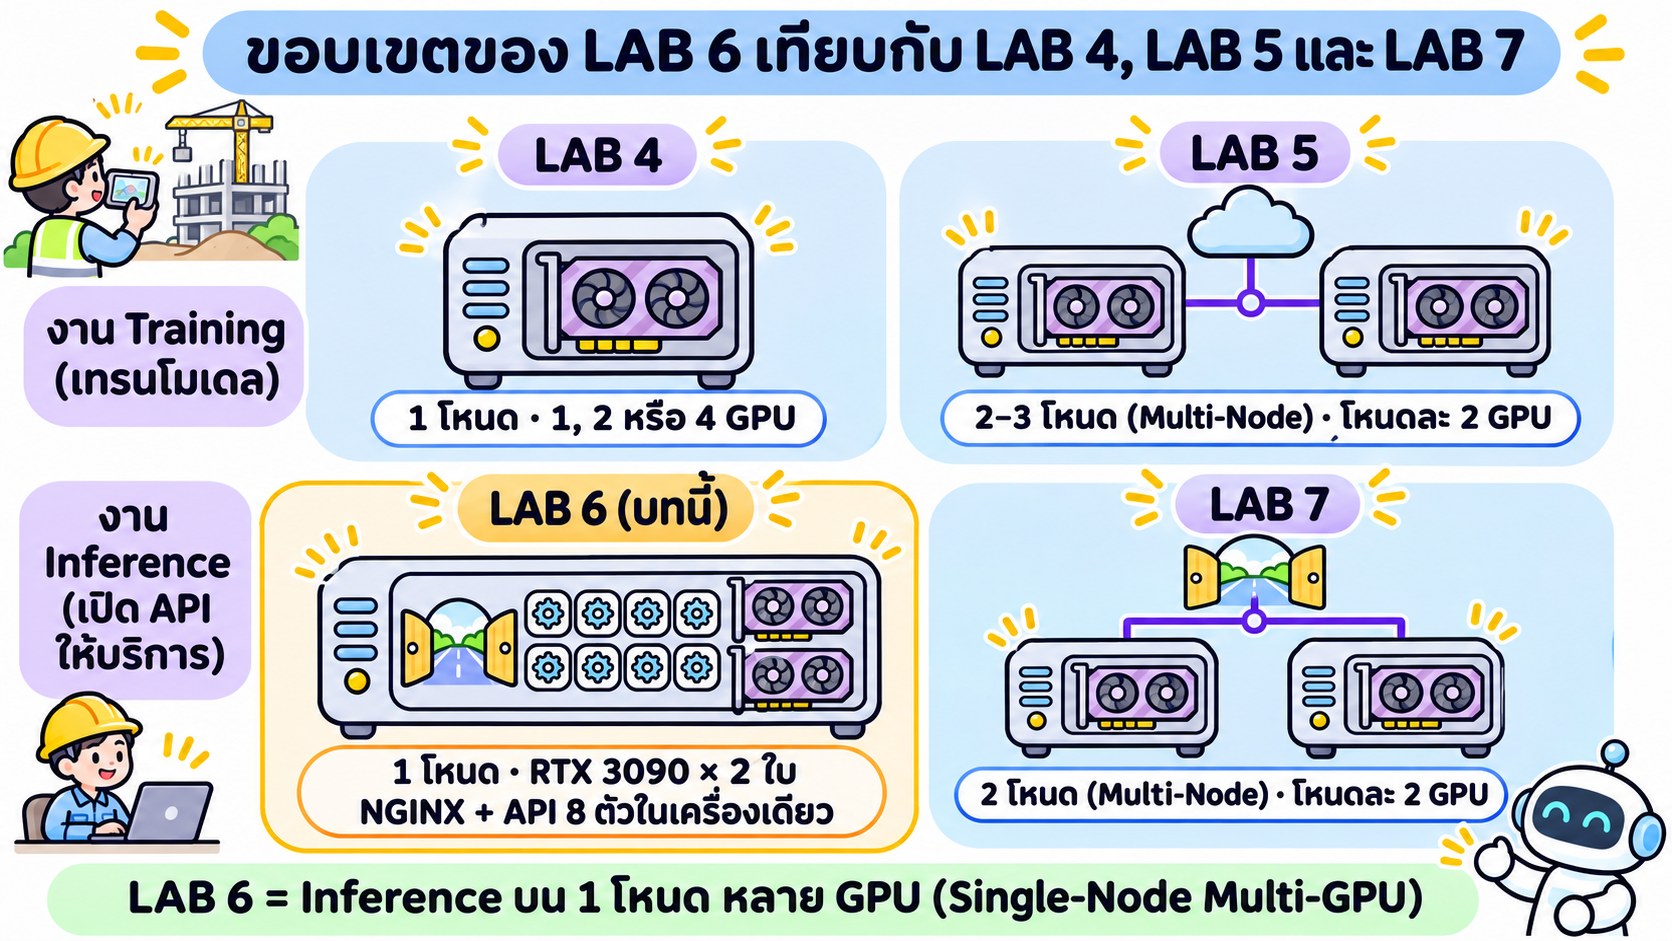 ขอบเขตของ LAB 6 เทียบกับ LAB 4, LAB 5 และ LAB 7
LAB 4
LAB 5
งาน Training
(เทรนโมเดล)
1 โหนด · 1, 2 หรือ 4 GPU
2–3 โหนด (Multi-Node) · โหนดละ 2 GPU
LAB 6 (บทนี้)
LAB 7
งาน
Inference
(เปิด API
ให้บริการ)
1 โหนด · RTX 3090 × 2 ใบ
NGINX + API 8 ตัวในเครื่องเดียว
2 โหนด (Multi-Node) · โหนดละ 2 GPU
LAB 6 = Inference บน 1 โหนด หลาย GPU (Single-Node Multi-GPU)